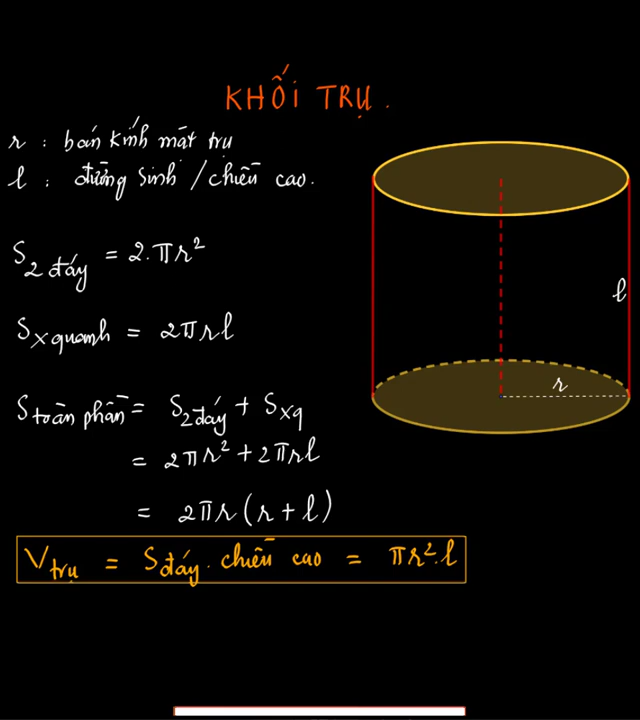 KHỐI TRỤ.
r : bán kính mặt trụ
l : đường sinh / chiều cao.
S2 đáy = 2.πr²
Sxquanh = 2πrl
Stoàn phần = S2đáy + Sxq
= 2πr² + 2πrl
= 2πr(r+l)
Vtrụ = Sđáy. chiều cao = πr².l
l
r